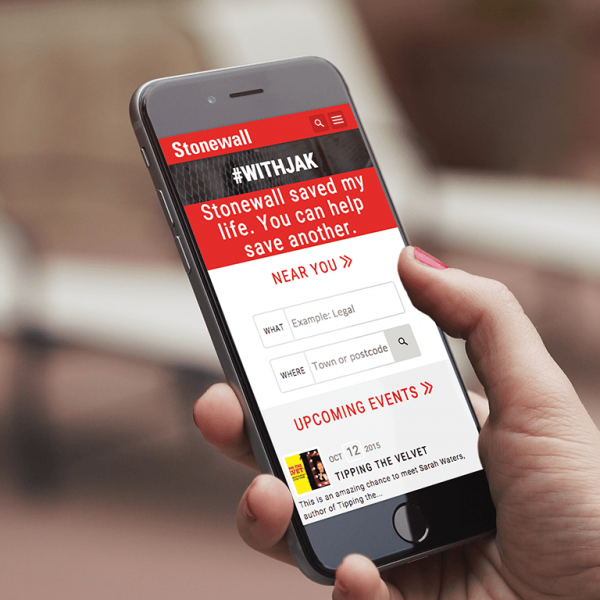 Stonewall
#WITHJAK
Stonewall saved my
life. You can help
save another.
NEAR YOU »
WHAT Example: Legal
WHERE Town or postcode
UPCOMING EVENTS »
OCT 12 2015
TIPPING THE VELVET
This is an amazing chance to meet Sarah Waters,
author of Tipping the...